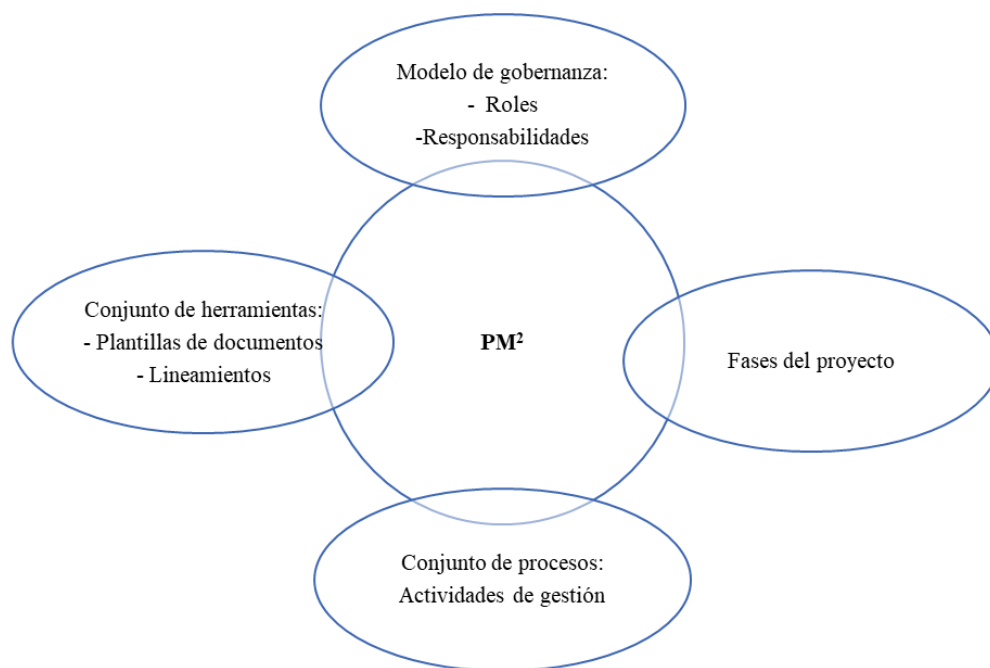 Modelo de gobernanza:
- Roles
-Responsabilidades
Conjunto de herramientas:
- Plantillas de documentos
- Lineamientos
PM²
Fases del proyecto
Conjunto de procesos:
Actividades de gestión